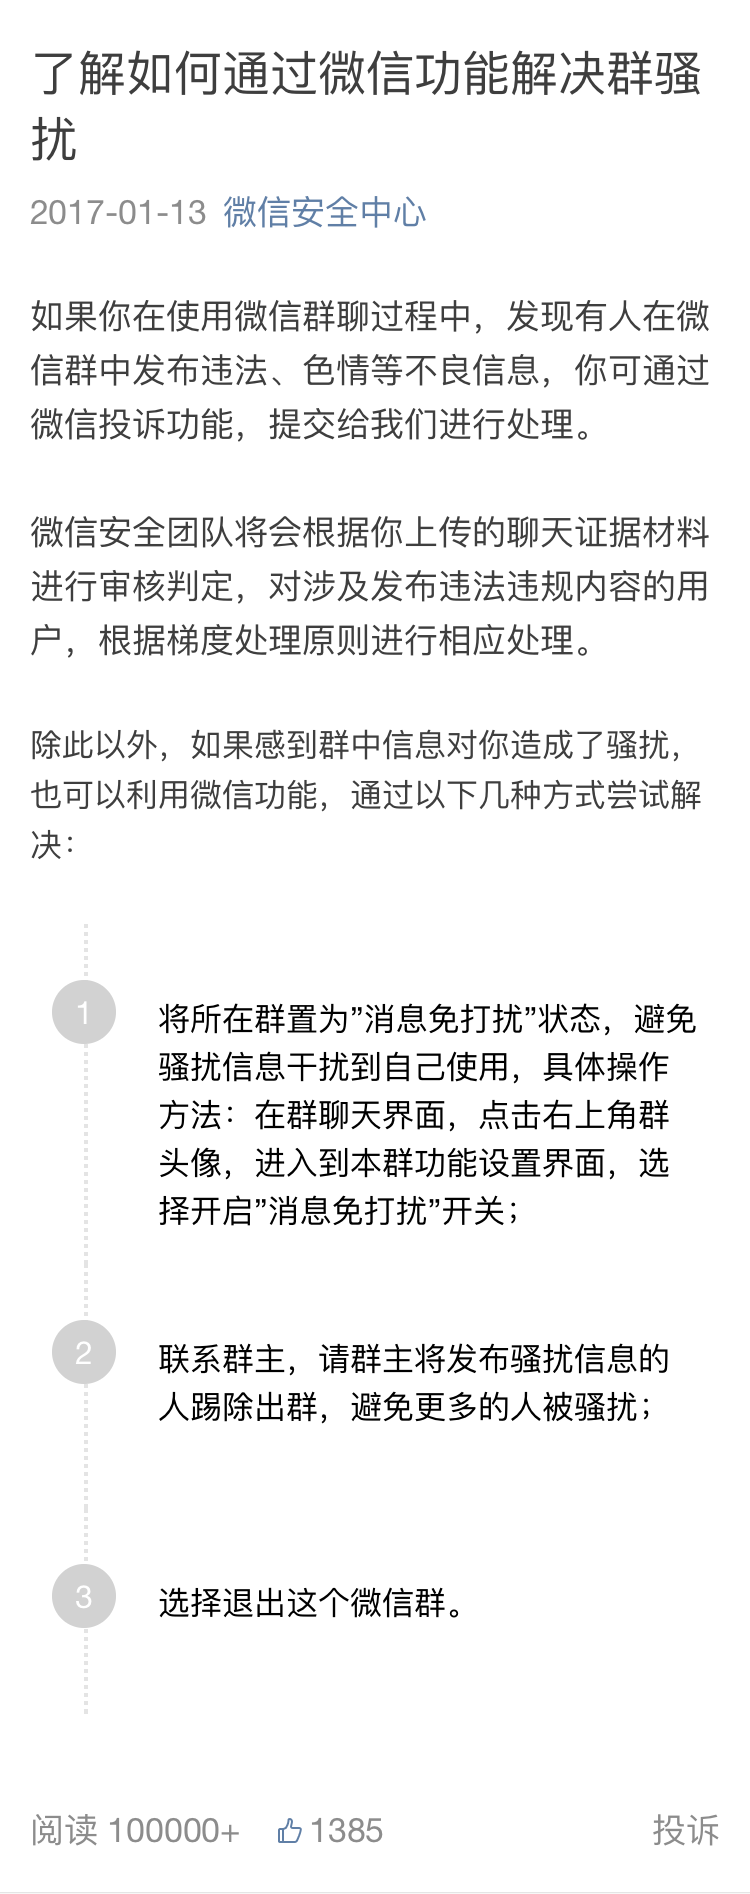 了解如何通过微信功能解决群骚
扰
2017-01-13 微信安全中心
如果你在使用微信群聊过程中，发现有人在微
信群中发布违法、色情等不良信息，你可通过
微信投诉功能，提交给我们进行处理。
微信安全团队将会根据你上传的聊天证据材料
进行审核判定，对涉及发布违法违规内容的用
户，根据梯度处理原则进行相应处理。
除此以外，如果感到群中信息对你造成了骚扰，
也可以利用微信功能，通过以下几种方式尝试解
决：
1
将所在群置为”消息免打扰”状态，避免
骚扰信息干扰到自己使用，具体操作
方法：在群聊天界面，点击右上角群
头像，进入到本群功能设置界面，选
择开启”消息免打扰”开关；
2
联系群主，请群主将发布骚扰信息的
人踢除出群，避免更多的人被骚扰；
3
选择退出这个微信群。
阅读 100000+ 1385 投诉